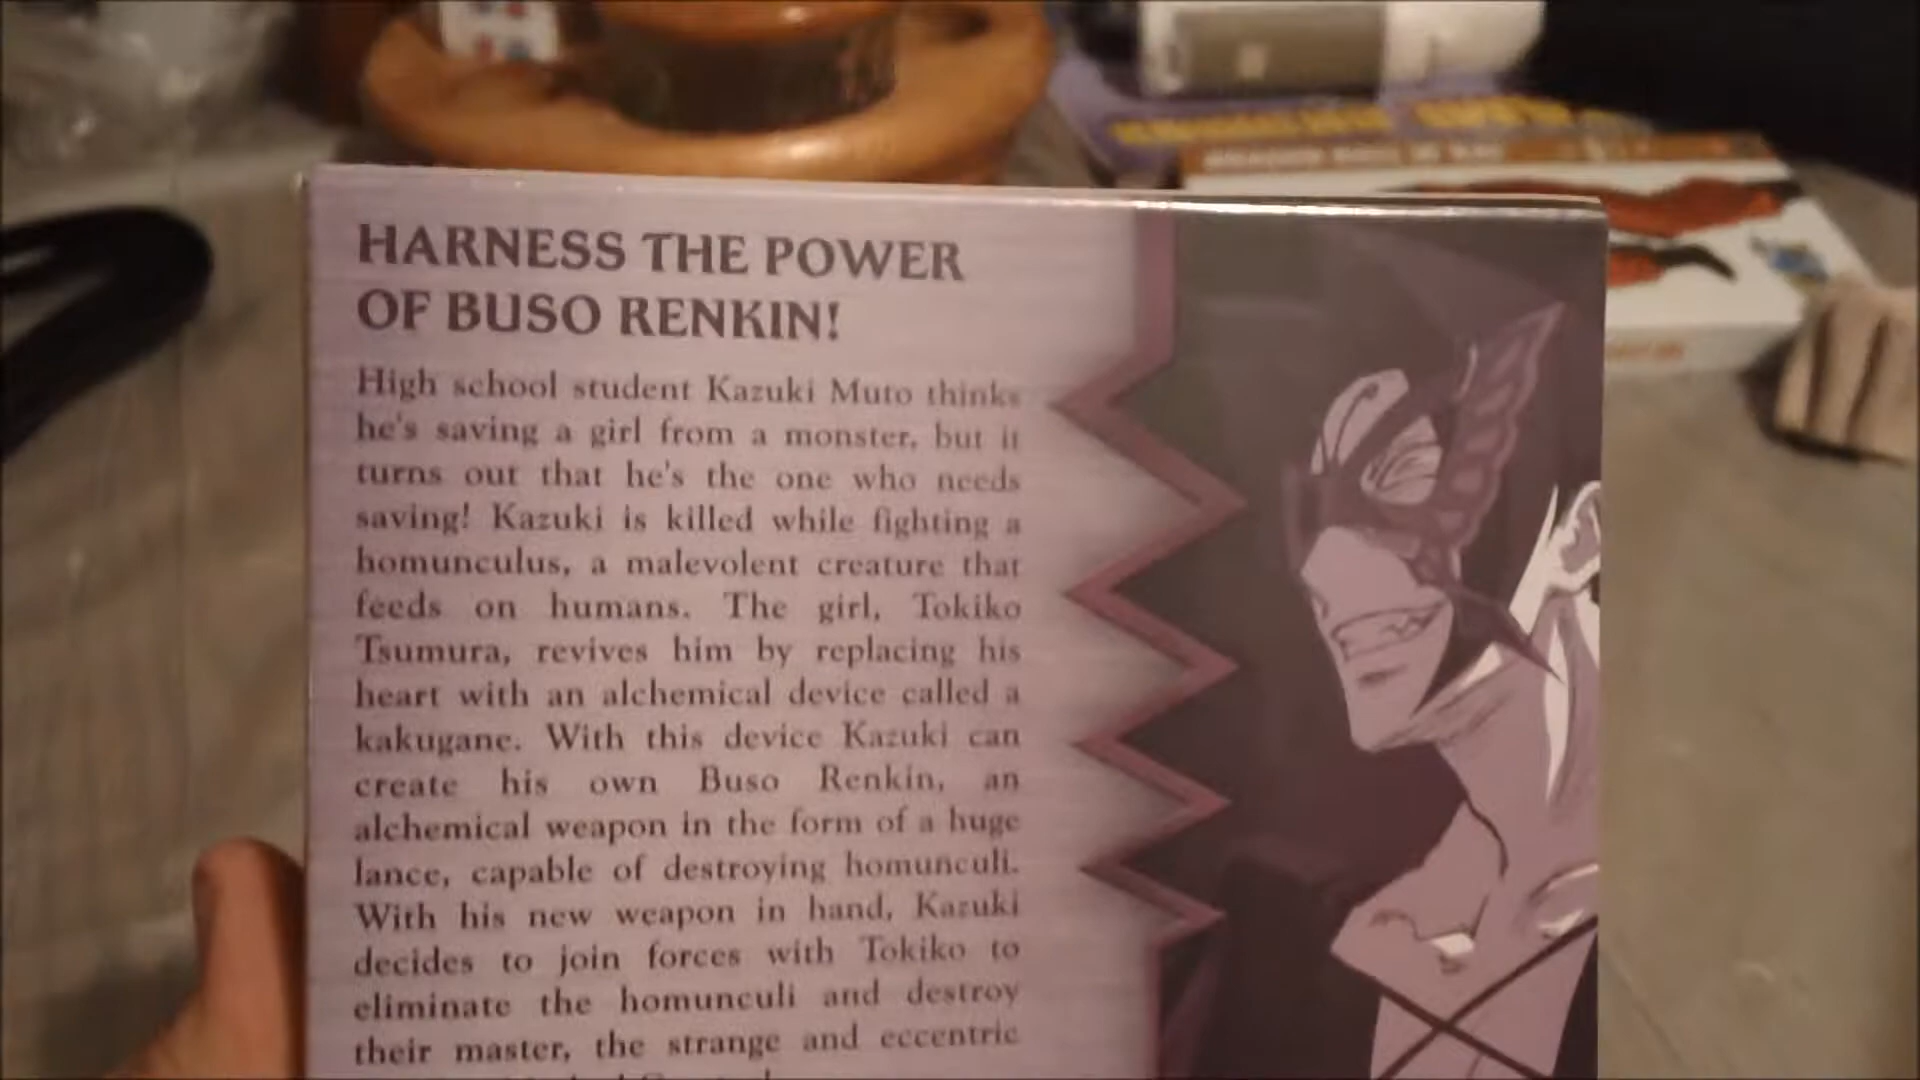 HARNESS THE POWER
OF BUSO RENKIN!
High school student Kazuki Muto thinks
he's saving a girl from a monster, but it
turns out that he's the one who needs
saving! Kazuki is killed while fighting a
homunculus, a malevolent creature that
feeds on humans. The girl, Tokiko
Tsumura, revives him by replacing his
heart with an alchemical device called a
kakugane. With this device Kazuki can
create his own Buso Renkin, an
alchemical weapon in the form of a huge
lance, capable of destroying homunculi.
With his new weapon in hand, Kazuki
decides to join forces with Tokiko to
eliminate the homunculi and destroy
their master, the strange and eccentric